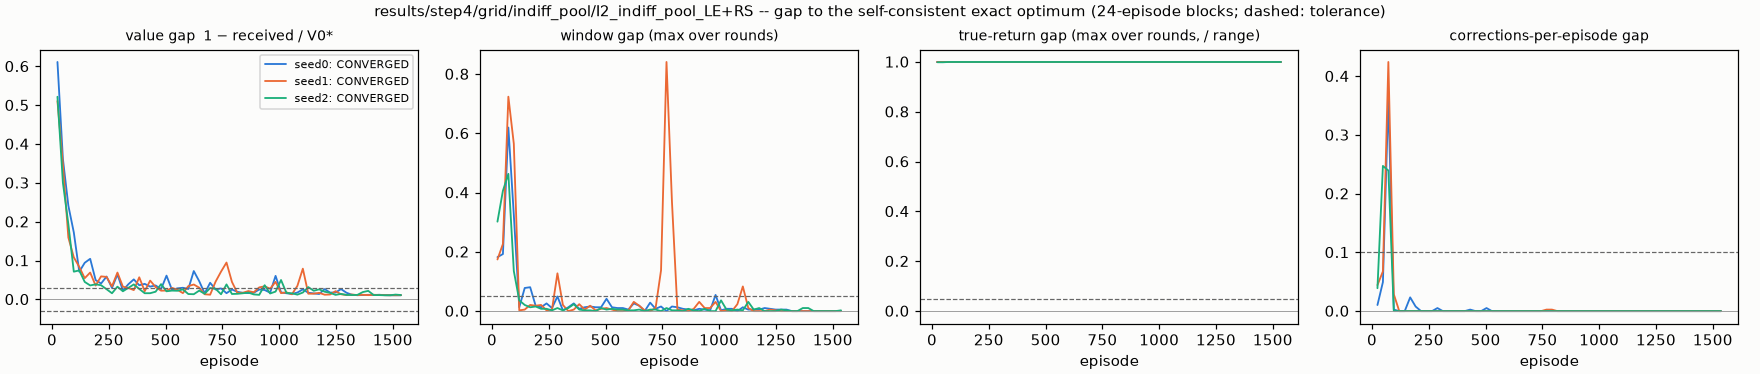 results/step4/grid/indiff_pool/l2_indiff_pool_LE+RS -- gap to the self-consistent exact optimum (24-episode blocks; dashed: tolerance)
value gap  1 − received / V0*
window gap (max over rounds)
true-return gap (max over rounds, / range)
corrections-per-episode gap
seed0: CONVERGED
seed1: CONVERGED
seed2: CONVERGED
0.6
0.5
0.4
0.3
0.2
0.1
0.0
0 250 500 750 1000 1250 1500
episode
0.8
0.6
0.4
0.2
0.0
0 250 500 750 1000 1250 1500
episode
1.0
0.8
0.6
0.4
0.2
0.0
0 250 500 750 1000 1250 1500
episode
0.4
0.3
0.2
0.1
0.0
0 250 500 750 1000 1250 1500
episode